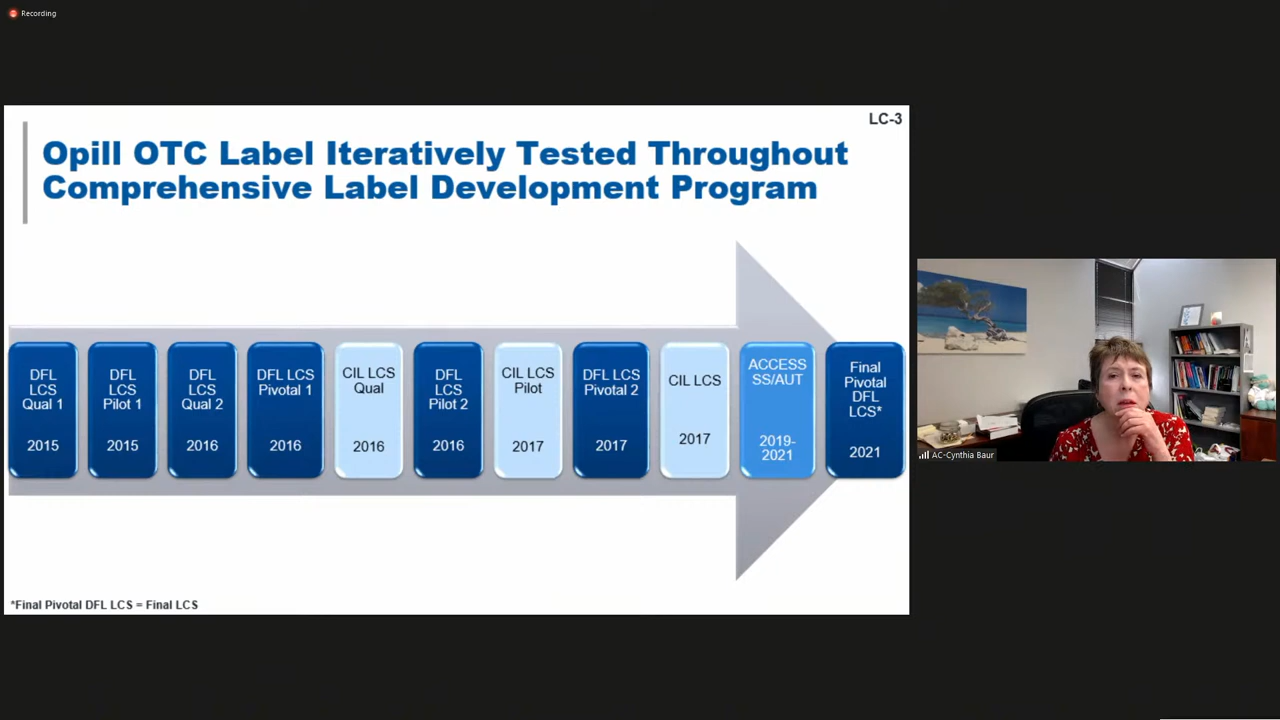 Recording
LC-3
Opill OTC Label Iteratively Tested Throughout
Comprehensive Label Development Program
DFL
LCS
Qual 1
2015
DFL
LCS
Pilot 1
2015
DFL
LCS
Qual 2
2016
DFL LCS
Pivotal 1
2016
CIL LCS
Qual
2016
DFL
LCS
Pilot 2
2016
CIL LCS
Pilot
2017
DFL LCS
Pivotal 2
2017
CIL LCS
2017
ACCESS
SS/AUT
2019-
2021
Final
Pivotal
DFL
LCS*
2021
*Final Pivotal DFL LCS = Final LCS
AC-Cynthia Baur